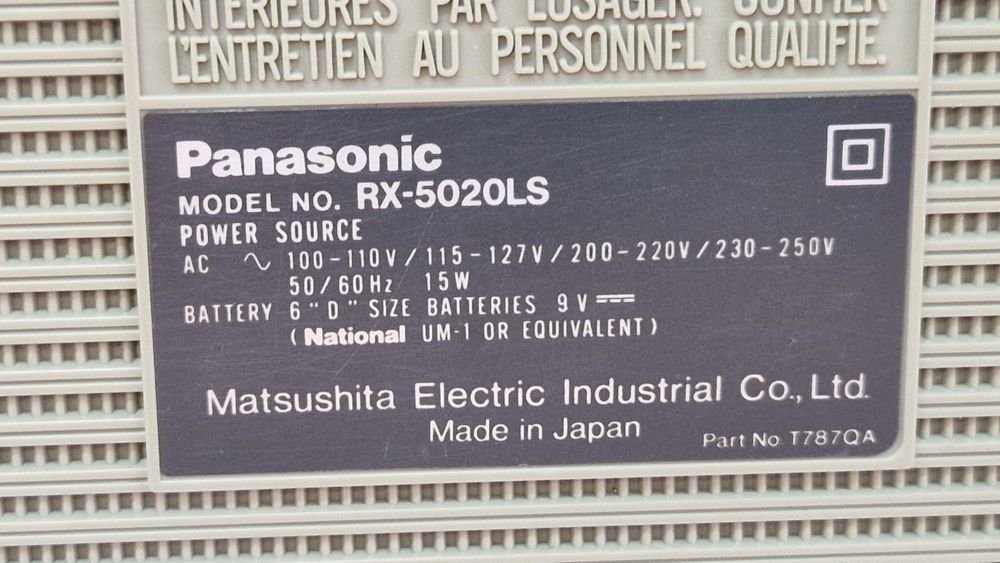 INTERIEURES PAR L'USAGER. CONFIER
L'ENTRETIEN AU PERSONNEL QUALIFIE.
Panasonic
MODEL NO. RX-5020LS
POWER SOURCE
AC ∿ 100-110V/115-127V/200-220V/230-250V
50/60Hz 15W
BATTERY 6 "D" SIZE BATTERIES 9V ⎓
(National UM-1 OR EQUIVALENT)
Matsushita Electric Industrial Co., Ltd.
Made in Japan
Part No. T787QA